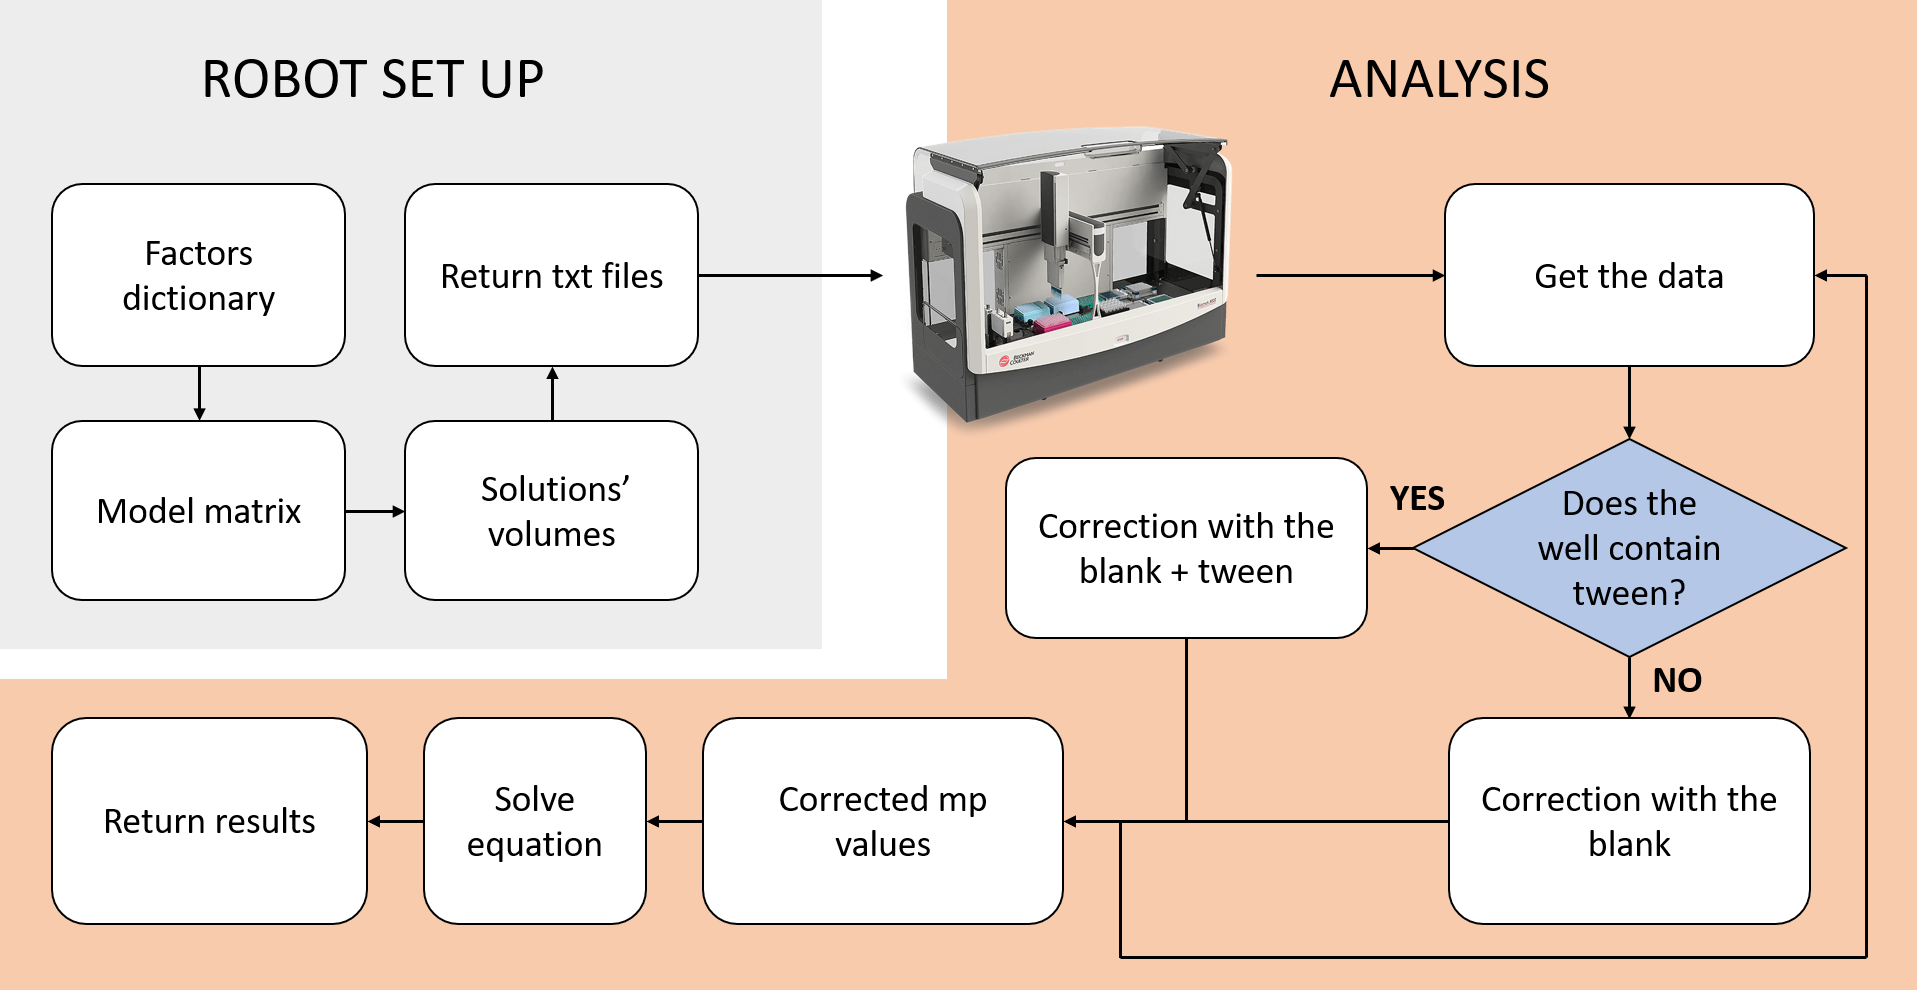 ROBOT SET UP
ANALYSIS
Factors
dictionary
Return txt files
Get the data
Model matrix
Solutions’
volumes
BECKMAN
COULTER
Correction with the
blank + tween
YES
Does the
well contain
tween?
NO
Return results
Solve
equation
Corrected mp
values
Correction with the
blank